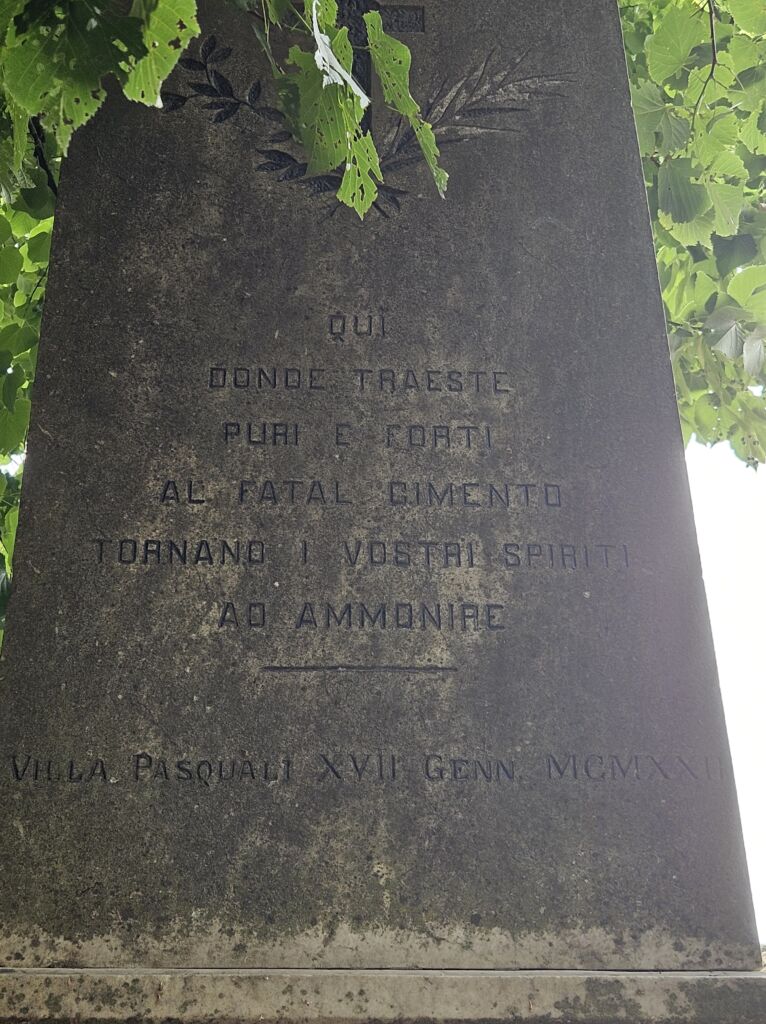 QUI
DONDE TRAESTE
PURI E FORTI
AL FATAL CIMENTO
TORNANO I VOSTRI SPIRITI
AD AMMONIRE
VILLA PASQUALI XVII GENN. MCMXXII